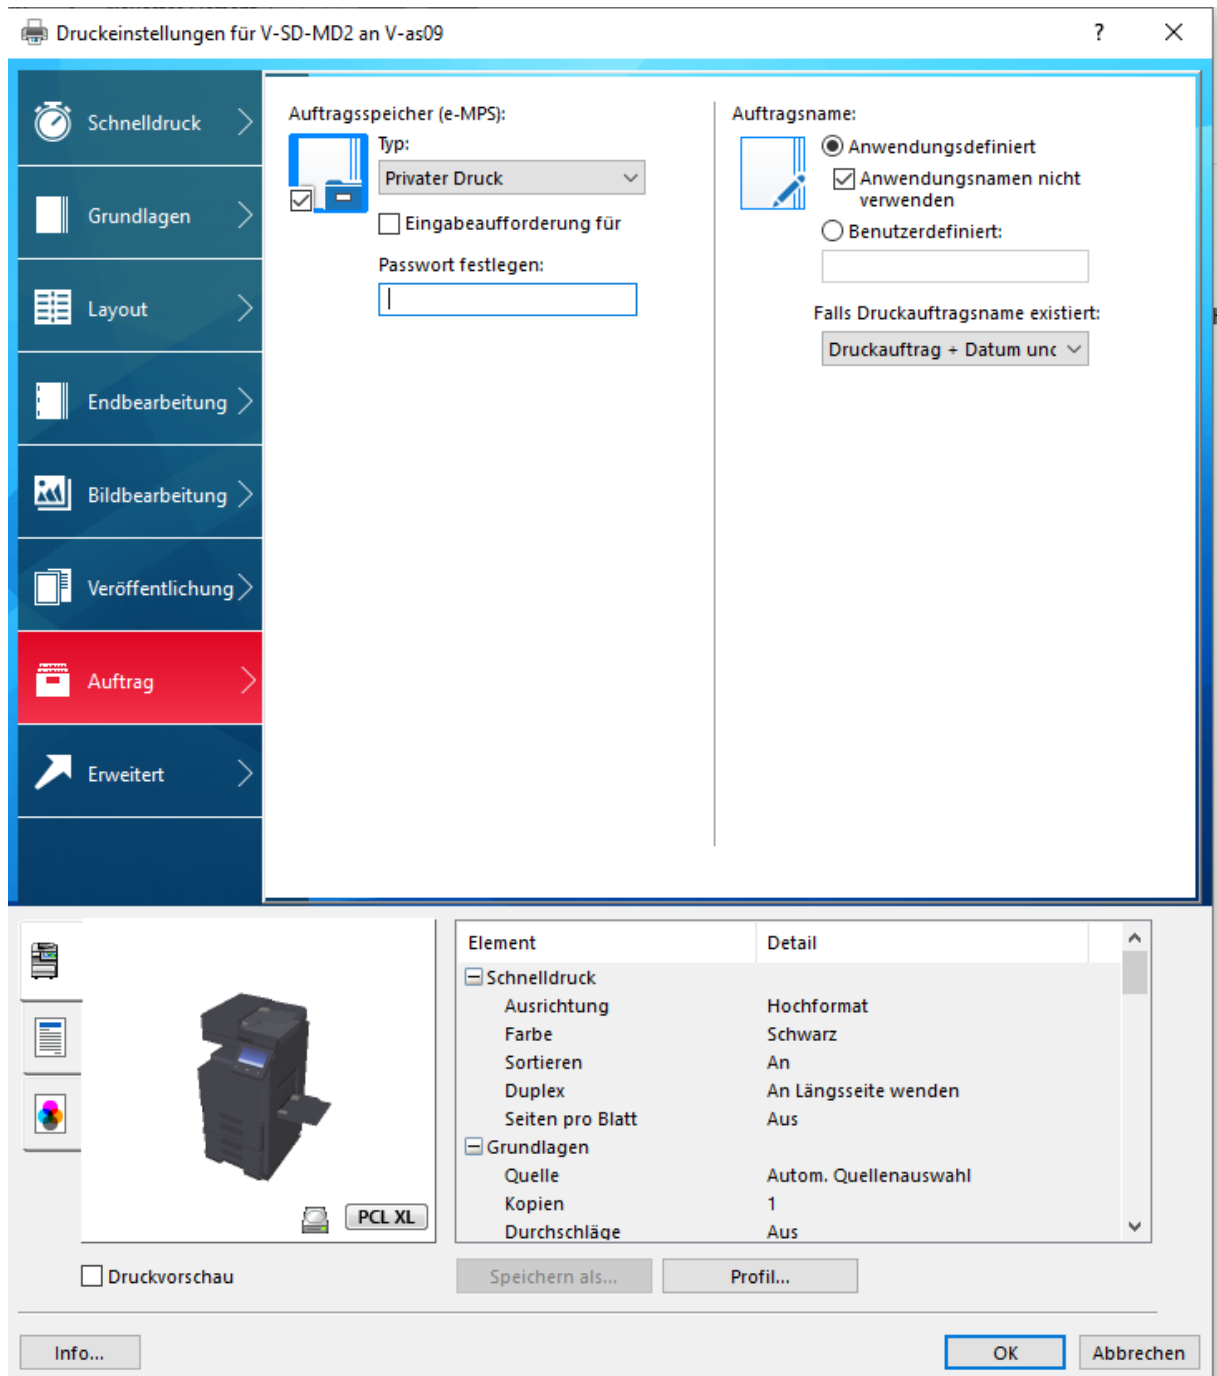 Druckeinstellungen für V-SD-MD2 an V-as09
?
Schnelldruck
Grundlagen
Layout
Endbearbeitung
Bildbearbeitung
Veröffentlichung
Auftrag
Erweitert
Auftragsspeicher (e-MPS):
Typ:
Privater Druck
Eingabeaufforderung für
Passwort festlegen:
Auftragsname:
Anwendungsdefiniert
Anwendungsnamen nicht
verwenden
Benutzerdefiniert:
Falls Druckauftragsname existiert:
Druckauftrag + Datum und
PCL XL
Element Detail
Schnelldruck
Ausrichtung Hochformat
Farbe Schwarz
Sortieren An
Duplex An Längsseite wenden
Seiten pro Blatt Aus
Grundlagen
Quelle Autom. Quellenauswahl
Kopien 1
Durchschläge Aus
Druckvorschau
Speichern als...
Profil...
Info...
OK
Abbrechen